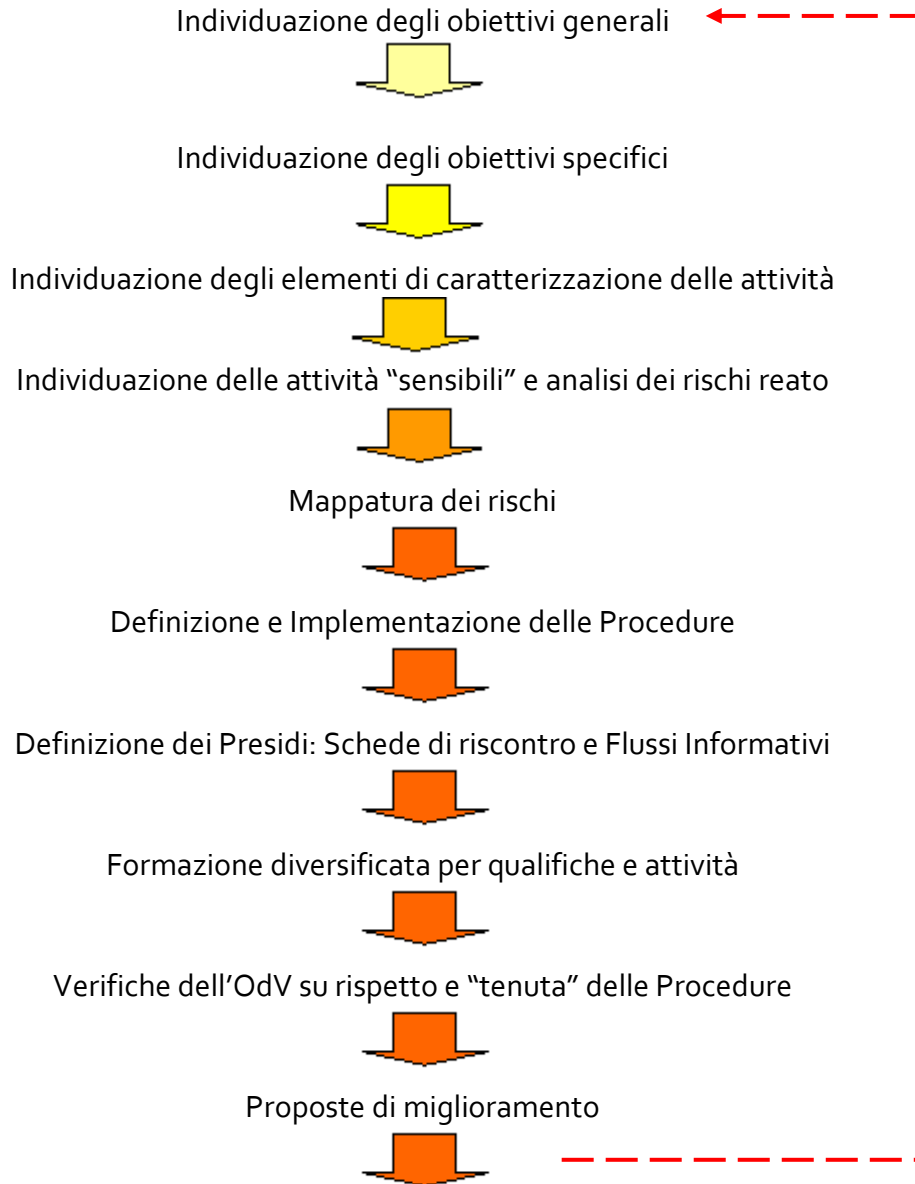 Individuazione degli obiettivi generali
Individuazione degli obiettivi specifici
Individuazione degli elementi di caratterizzazione delle attività
Individuazione delle attività “sensibili” e analisi dei rischi reato
Mappatura dei rischi
Definizione e Implementazione delle Procedure
Definizione dei Presidi: Schede di riscontro e Flussi Informativi
Formazione diversificata per qualifiche e attività
Verifiche dell’OdV su rispetto e “tenuta” delle Procedure
Proposte di miglioramento